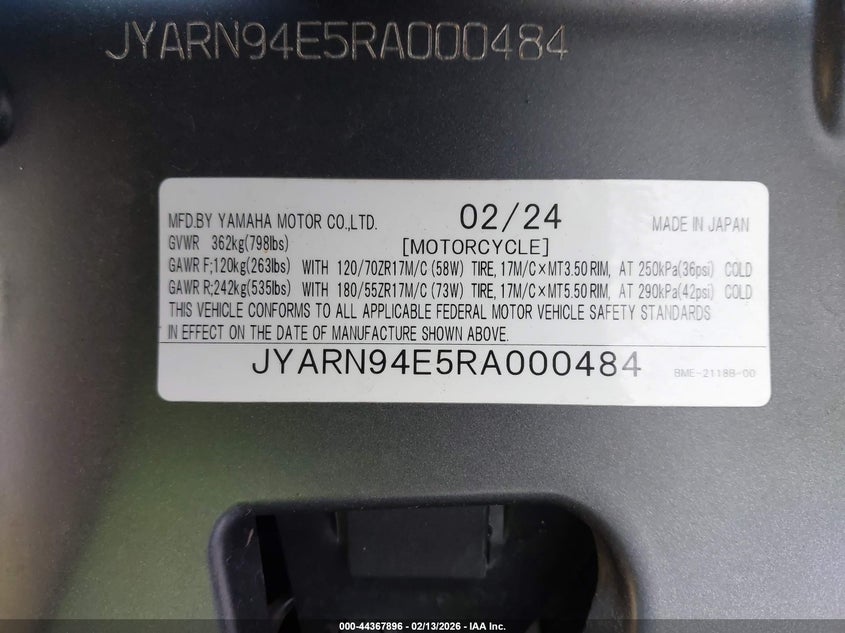 JYARN94E5RA000484
MFD.BY YAMAHA MOTOR CO.,LTD. 02/24 MADE IN JAPAN
GVWR 362kg(798lbs) [MOTORCYCLE]
GAWR F;120kg(263lbs) WITH 120/70ZR17M/C (58W) TIRE, 17M/C×MT3.50 RIM, AT 250kPa(36psi) COLD
GAWR R;242kg(535lbs) WITH 180/55ZR17M/C (73W) TIRE, 17M/C×MT5.50 RIM, AT 290kPa(42psi) COLD
THIS VEHICLE CONFORMS TO ALL APPLICABLE FEDERAL MOTOR VEHICLE SAFETY STANDARDS
IN EFFECT ON THE DATE OF MANUFACTURE SHOWN ABOVE.
JYARN94E5RA000484 BME-2118B-00
000-44367896 - 02/13/2026 - IAA Inc.